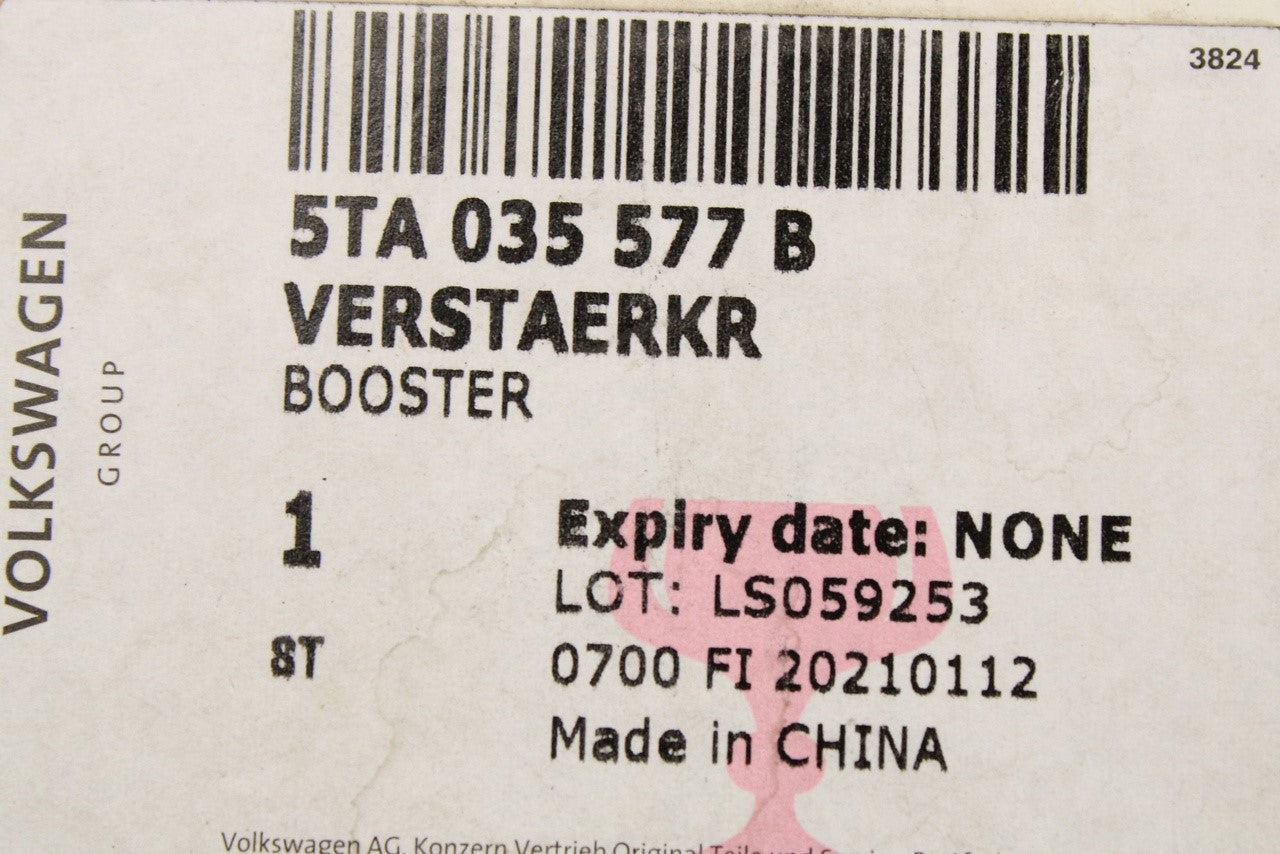 3824
5TA 035 577 B
VERSTAERKR
BOOSTER
VOLKSWAGEN
GROUP
1
ST
Expiry date: NONE
LOT: LS059253
0700 FI 20210112
Made in CHINA
Volkswagen AG, Konzern Vertrieb Original Teile und